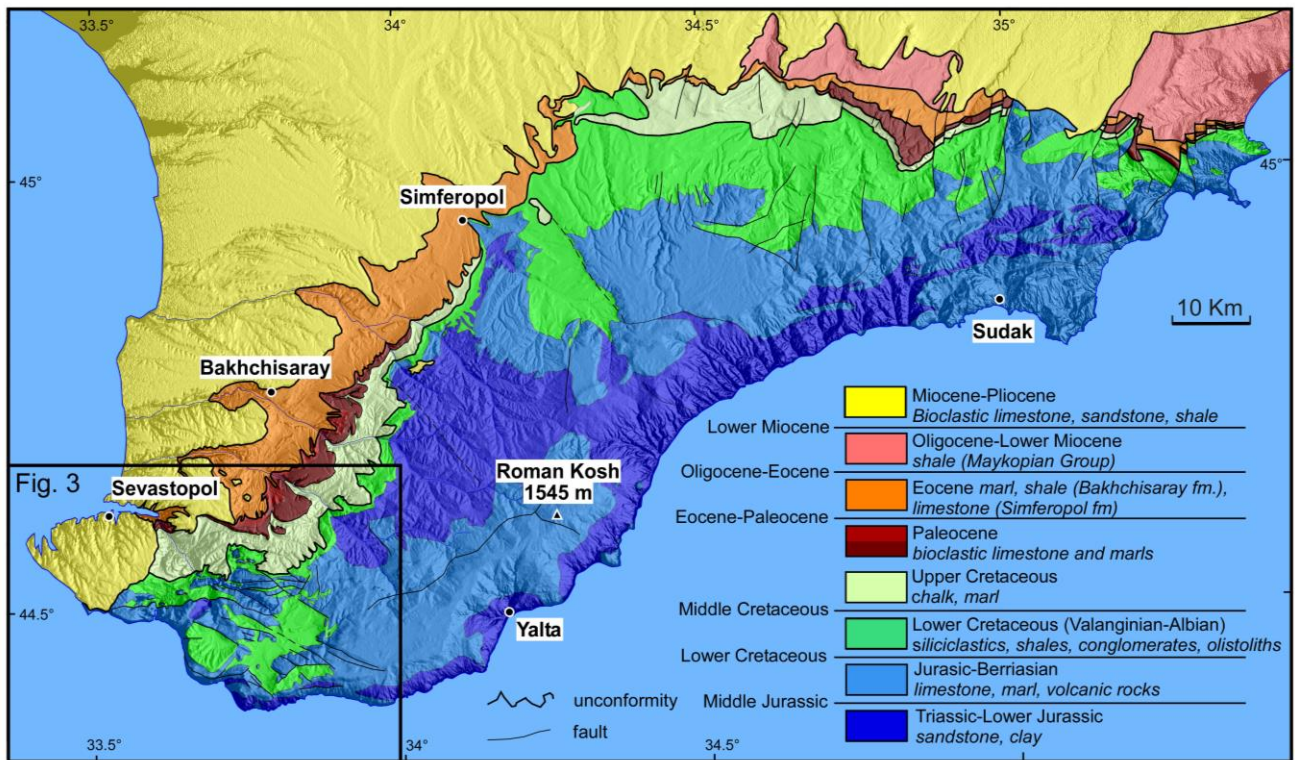 33.5°
34°
34.5°
35°
45°
45°
Simferopol
10 Km
Sudak
Bakhchisaray
Roman Kosh
1545 m
Fig. 3
Sevastopol
44.5°
Yalta
Miocene-Pliocene
Bioclastic limestone, sandstone, shale
Lower Miocene
Oligocene-Lower Miocene
shale (Maykopian Group)
Oligocene-Eocene
Eocene marl, shale (Bakhchisaray fm.),
limestone (Simferopol fm)
Eocene-Paleocene
Paleocene
bioclastic limestone and marls
Upper Cretaceous
chalk, marl
Middle Cretaceous
Lower Cretaceous (Valanginian-Albian)
siliciclastics, shales, conglomerates, olistoliths
Lower Cretaceous
Jurasic-Berriasian
limestone, marl, volcanic rocks
Middle Jurassic
Triassic-Lower Jurassic
sandstone, clay
unconformity
fault
33.5°
34°
34.5°